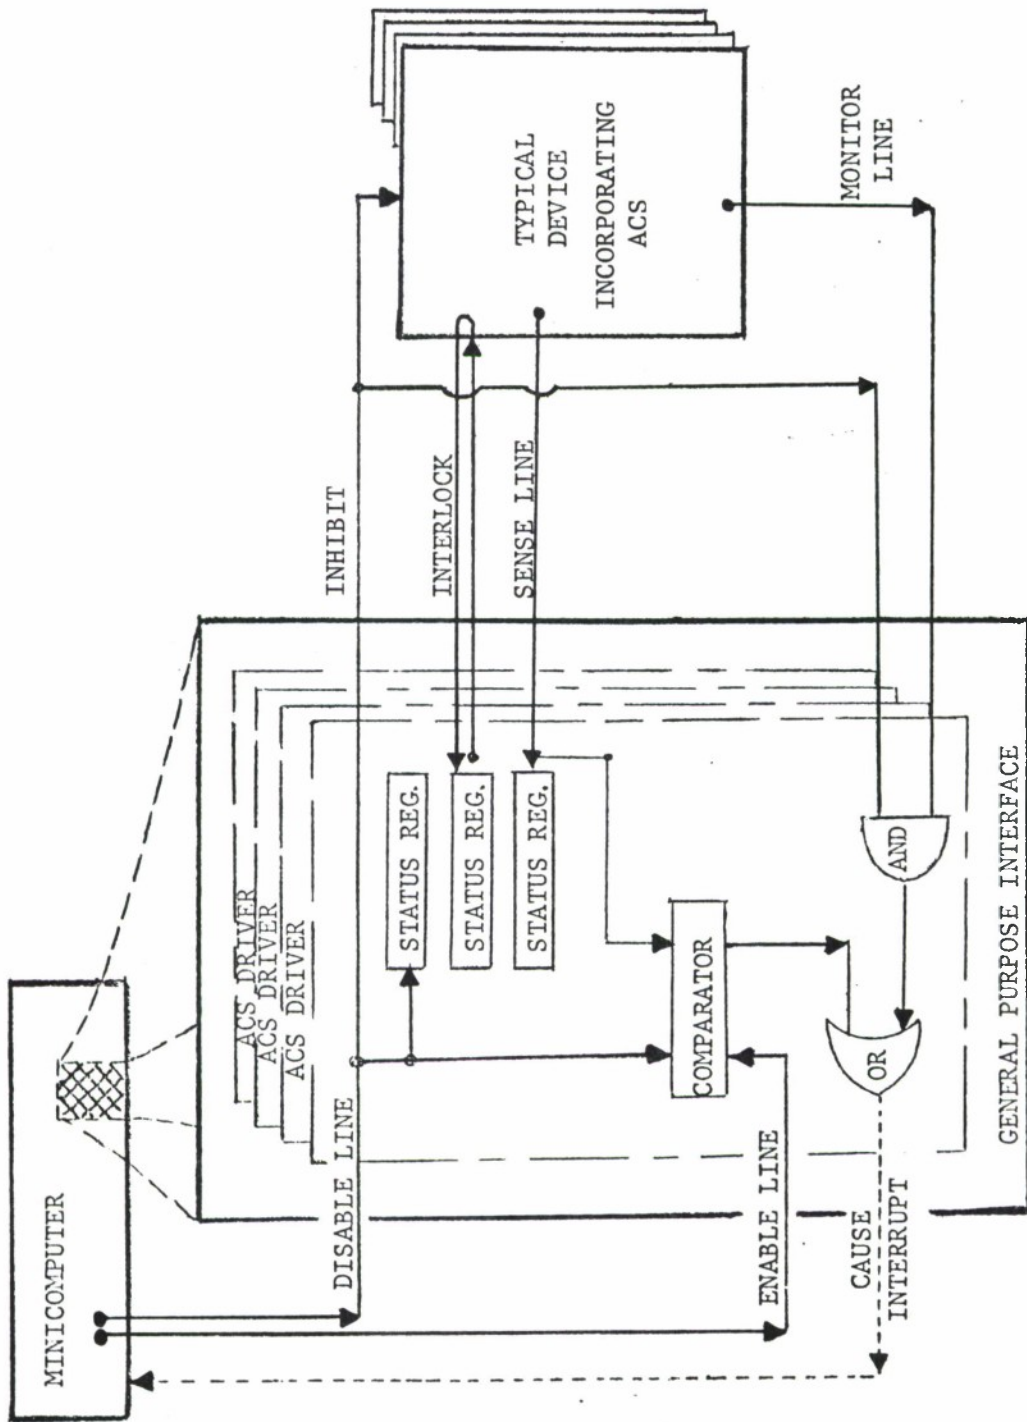 MINICOMPUTER
DISABLE LINE
ENABLE LINE
CAUSE
INTERRUPT
ACS DRIVER
ACS DRIVER
ACS DRIVER
STATUS REG.
STATUS REG.
STATUS REG.
COMPARATOR
OR
AND
GENERAL PURPOSE INTERFACE
INHIBIT
INTERLOCK
SENSE LINE
TYPICAL
DEVICE
INCORPORATING
ACS
MONITOR
LINE